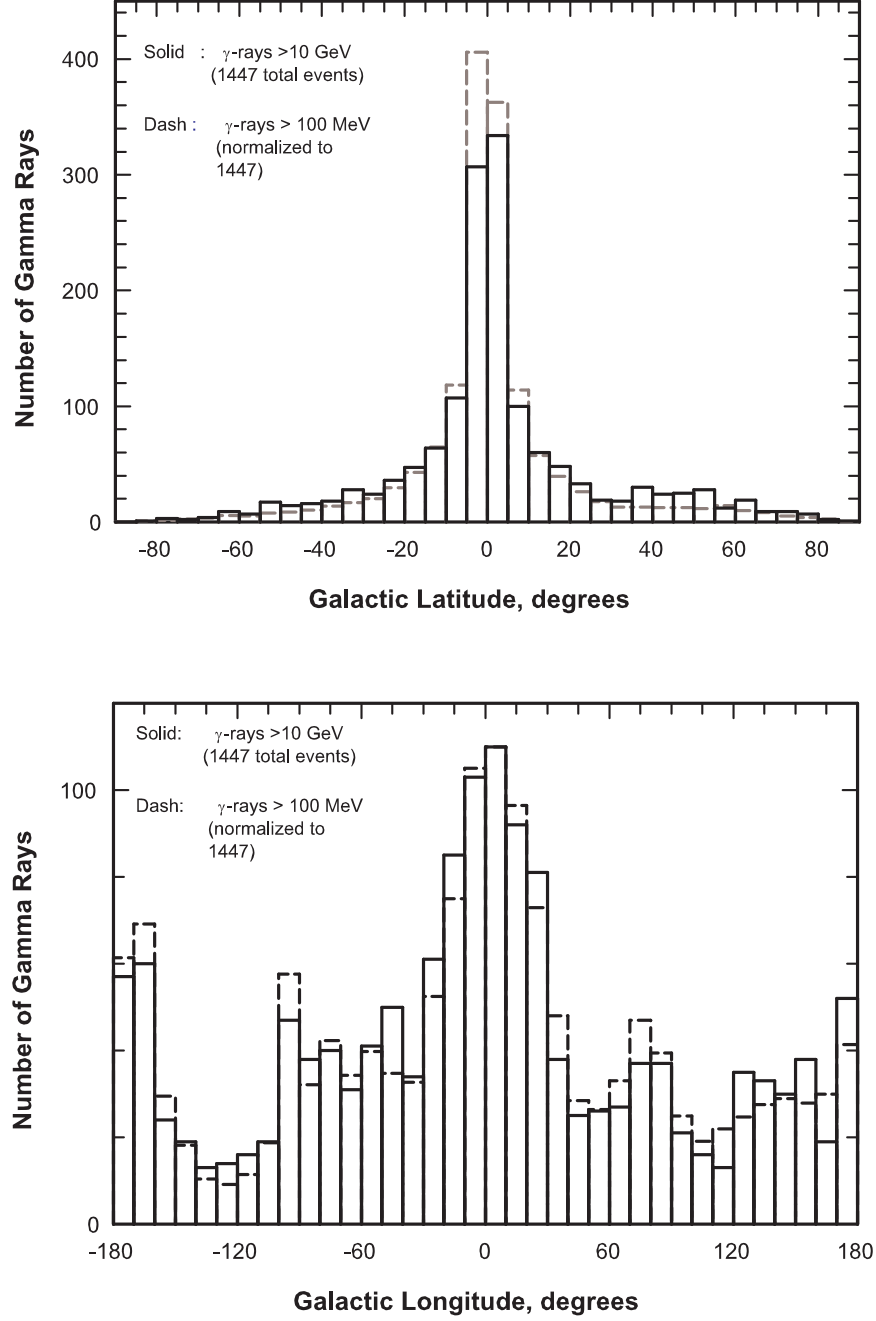 Solid : γ-rays >10 GeV
(1447 total events)
Dash : γ-rays > 100 MeV
(normalized to
1447)
Number of Gamma Rays
400
300
200
100
0
-80 -60 -40 -20 0 20 40 60 80
Galactic Latitude, degrees
Solid: γ-rays >10 GeV
(1447 total events)
Dash: γ-rays > 100 MeV
(normalized to
1447)
Number of Gamma Rays
100
0
-180 -120 -60 0 60 120 180
Galactic Longitude, degrees